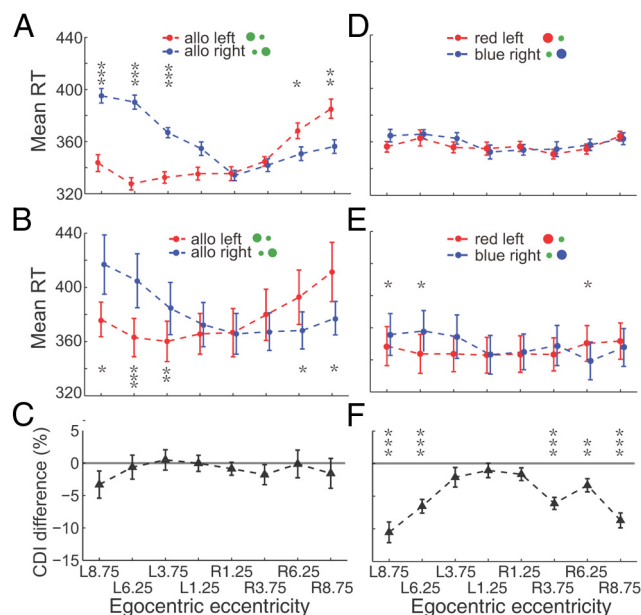 A
Mean RT
440
400
360
320
allo left
allo right
***
***
***
*
**
D
red left
blue right
B
Mean RT
440
400
360
320
allo left
allo right
*
***
**
*
*
E
red left
blue right
*
*
*
C
CDI difference (%)
5
0
−5
−10
−15
L8.75 L3.75 R1.25 R6.25
L6.25 L1.25 R3.75 R8.75
Egocentric eccentricity
F
***
***
***
**
***
L8.75 L3.75 R1.25 R6.25
L6.25 L1.25 R3.75 R8.75
Egocentric eccentricity